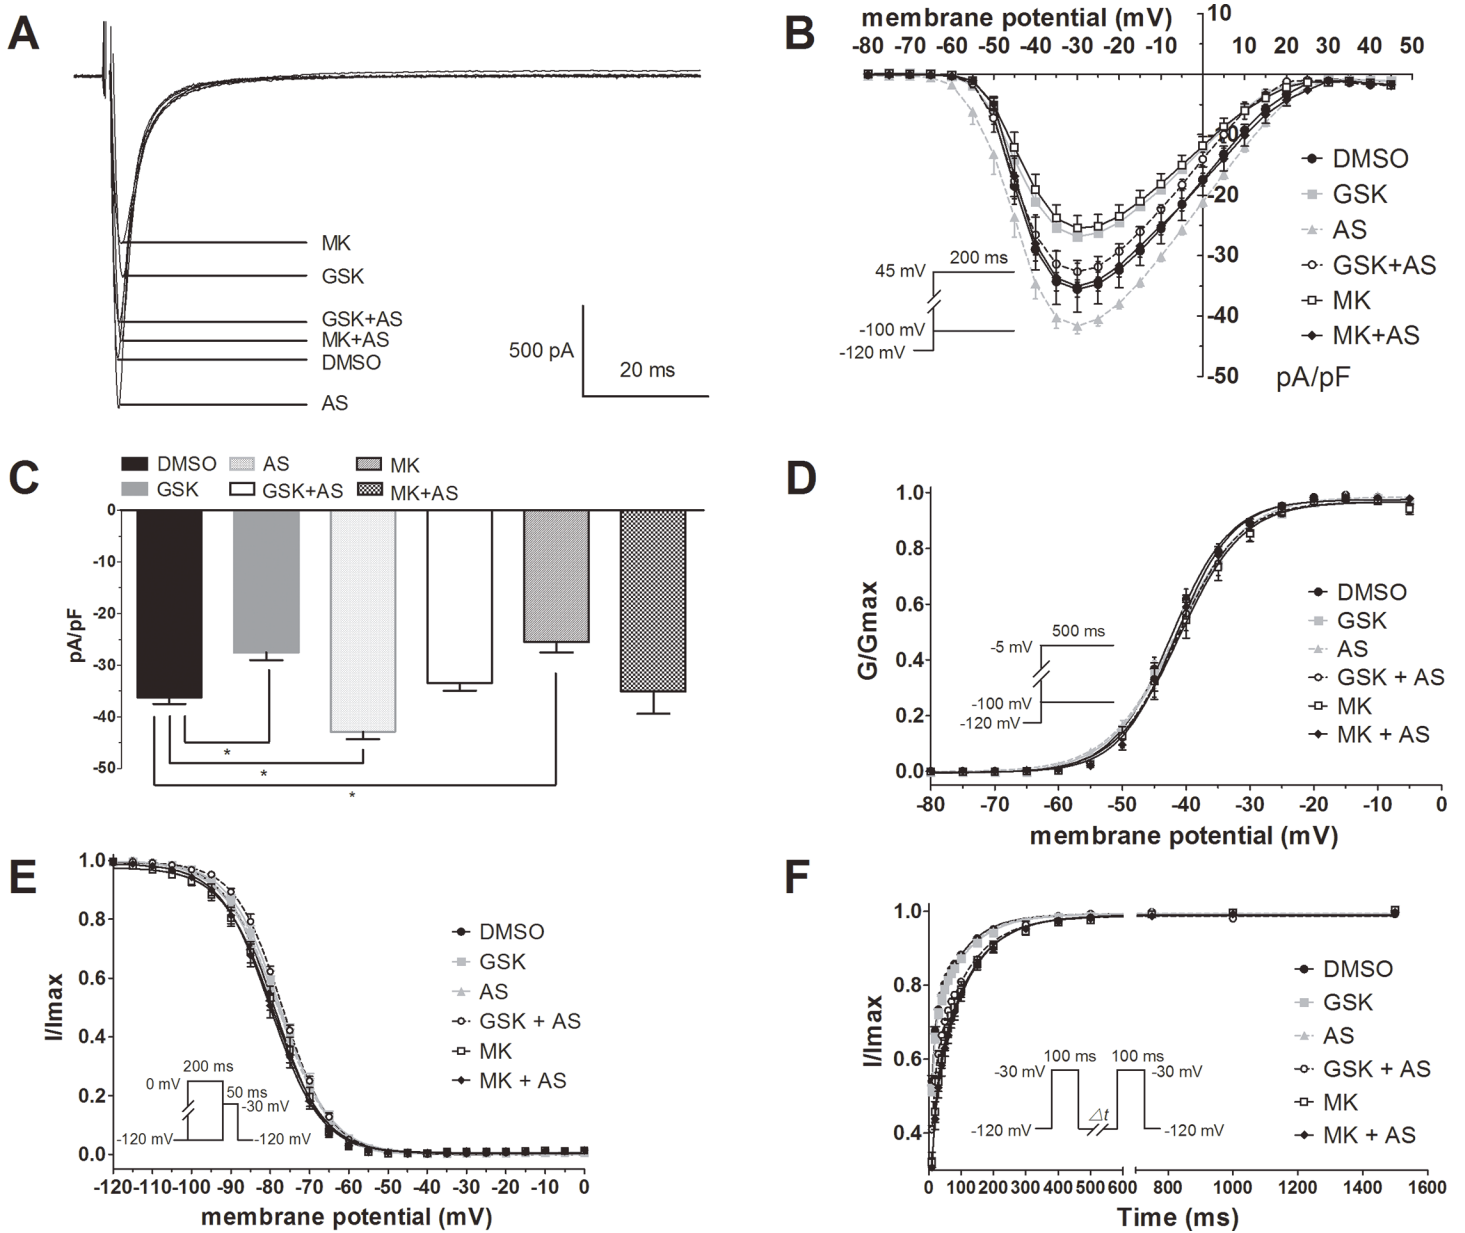 A
MK
GSK
GSK+AS
MK+AS
DMSO
AS
500 pA
20 ms
B
membrane potential (mV)
10
-80 -70 -60 -50 -40 -30 -20 -10 10 20 30 40 50
-20
-30
-40
-50
pA/pF
DMSO
GSK
AS
GSK+AS
MK
MK+AS
45 mV
200 ms
-100 mV
-120 mV
C
DMSO AS MK
GSK GSK+AS MK+AS
0
-10
-20
-30
-40
-50
pA/pF
*
*
*
D
1.0
0.8
0.6
0.4
0.2
0.0
G/Gmax
-80 -70 -60 -50 -40 -30 -20 -10 0
membrane potential (mV)
-5 mV
500 ms
-100 mV
-120 mV
DMSO
GSK
AS
GSK + AS
MK
MK + AS
E
1.0
0.8
0.6
0.4
0.2
0.0
I/Imax
-120 -110 -100 -90 -80 -70 -60 -50 -40 -30 -20 -10 0
membrane potential (mV)
200 ms
0 mV
50 ms
-30 mV
-120 mV
-120 mV
DMSO
GSK
AS
GSK + AS
MK
MK + AS
F
1.0
0.8
0.6
0.4
I/Imax
0 100 200 300 400 500 600 800 1000 1200 1400 1600
Time (ms)
100 ms 100 ms
-30 mV -30 mV
Δt
-120 mV -120 mV
DMSO
GSK
AS
GSK + AS
MK
MK + AS